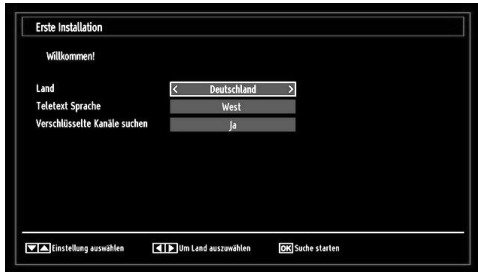 Erste Installation
Willkommen!
Land < Deutschland >
Teletext Sprache West
Verschlüsselte Kanäle suchen Ja
Einstellung auswählen Um Land auszuwählen OK Suche starten